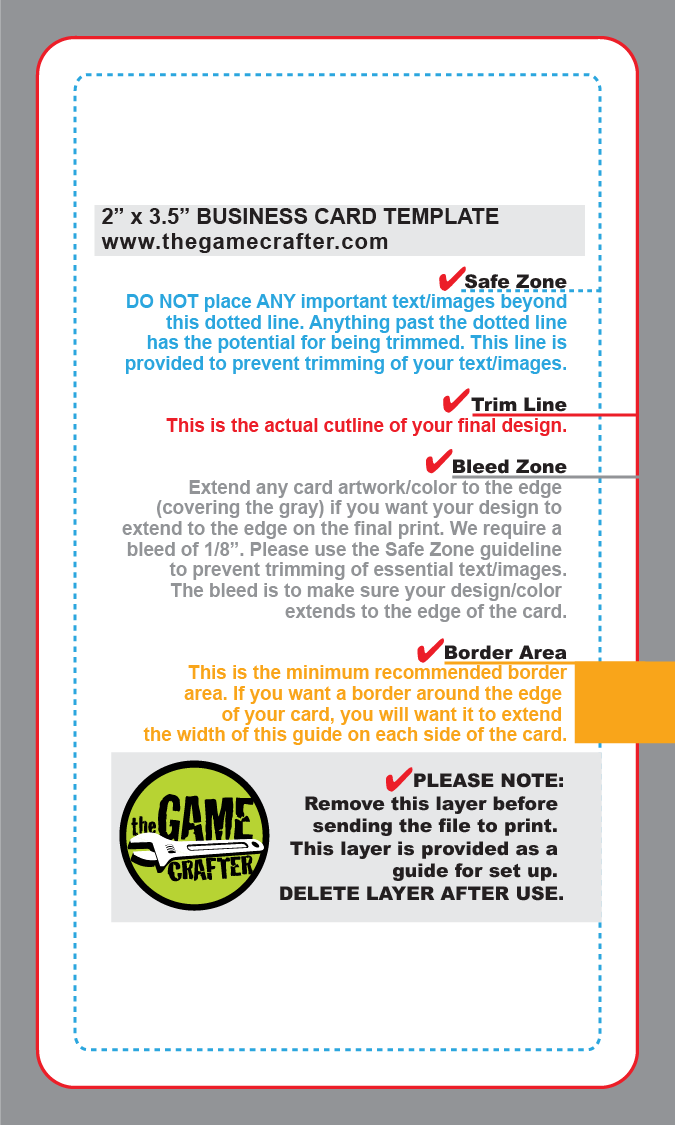 2” x 3.5” BUSINESS CARD TEMPLATE
www.thegamecrafter.com
Safe Zone
DO NOT place ANY important text/images beyond
this dotted line. Anything past the dotted line
has the potential for being trimmed. This line is
provided to prevent trimming of your text/images.
Trim Line
This is the actual cutline of your final design.
Bleed Zone
Extend any card artwork/color to the edge
(covering the gray) if you want your design to
extend to the edge on the final print. We require a
bleed of 1/8”. Please use the Safe Zone guideline
to prevent trimming of essential text/images.
The bleed is to make sure your design/color
extends to the edge of the card.
Border Area
This is the minimum recommended border
area. If you want a border around the edge
of your card, you will want it to extend
the width of this guide on each side of the card.
the GAME
CRAFTER
PLEASE NOTE:
Remove this layer before
sending the file to print.
This layer is provided as a
guide for set up.
DELETE LAYER AFTER USE.